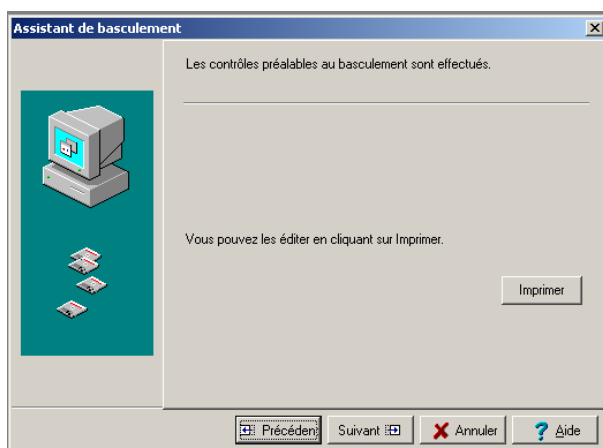 Assistant de basculement
Les contrôles préalables au basculement sont effectués.
Vous pouvez les éditer en cliquant sur Imprimer.
Imprimer
Précéden
Suivant
Annuler
Aide